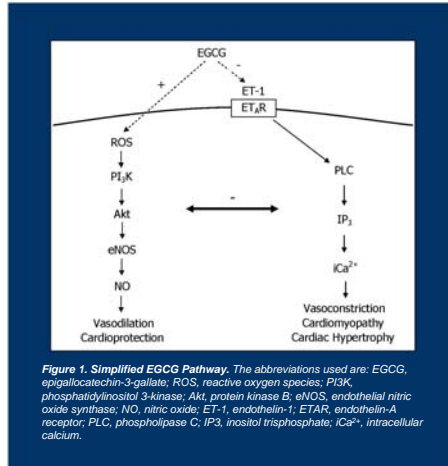 EGCG
+
-
ET-1
ET_AR
ROS
PI₃K
Akt
eNOS
NO
Vasodilation
Cardioprotection
-
PLC
IP₃
iCa²⁺
Vasoconstriction
Cardiomyopathy
Cardiac Hypertrophy
Figure 1. Simplified EGCG Pathway. The abbreviations used are: EGCG,
epigallocatechin-3-gallate; ROS, reactive oxygen species; PI3K,
phosphatidylinositol 3-kinase; Akt, protein kinase B; eNOS, endothelial nitric
oxide synthase; NO, nitric oxide; ET-1, endothelin-1; ETAR, endothelin-A
receptor; PLC, phospholipase C; IP3, inositol trisphosphate; iCa²⁺, intracellular
calcium.